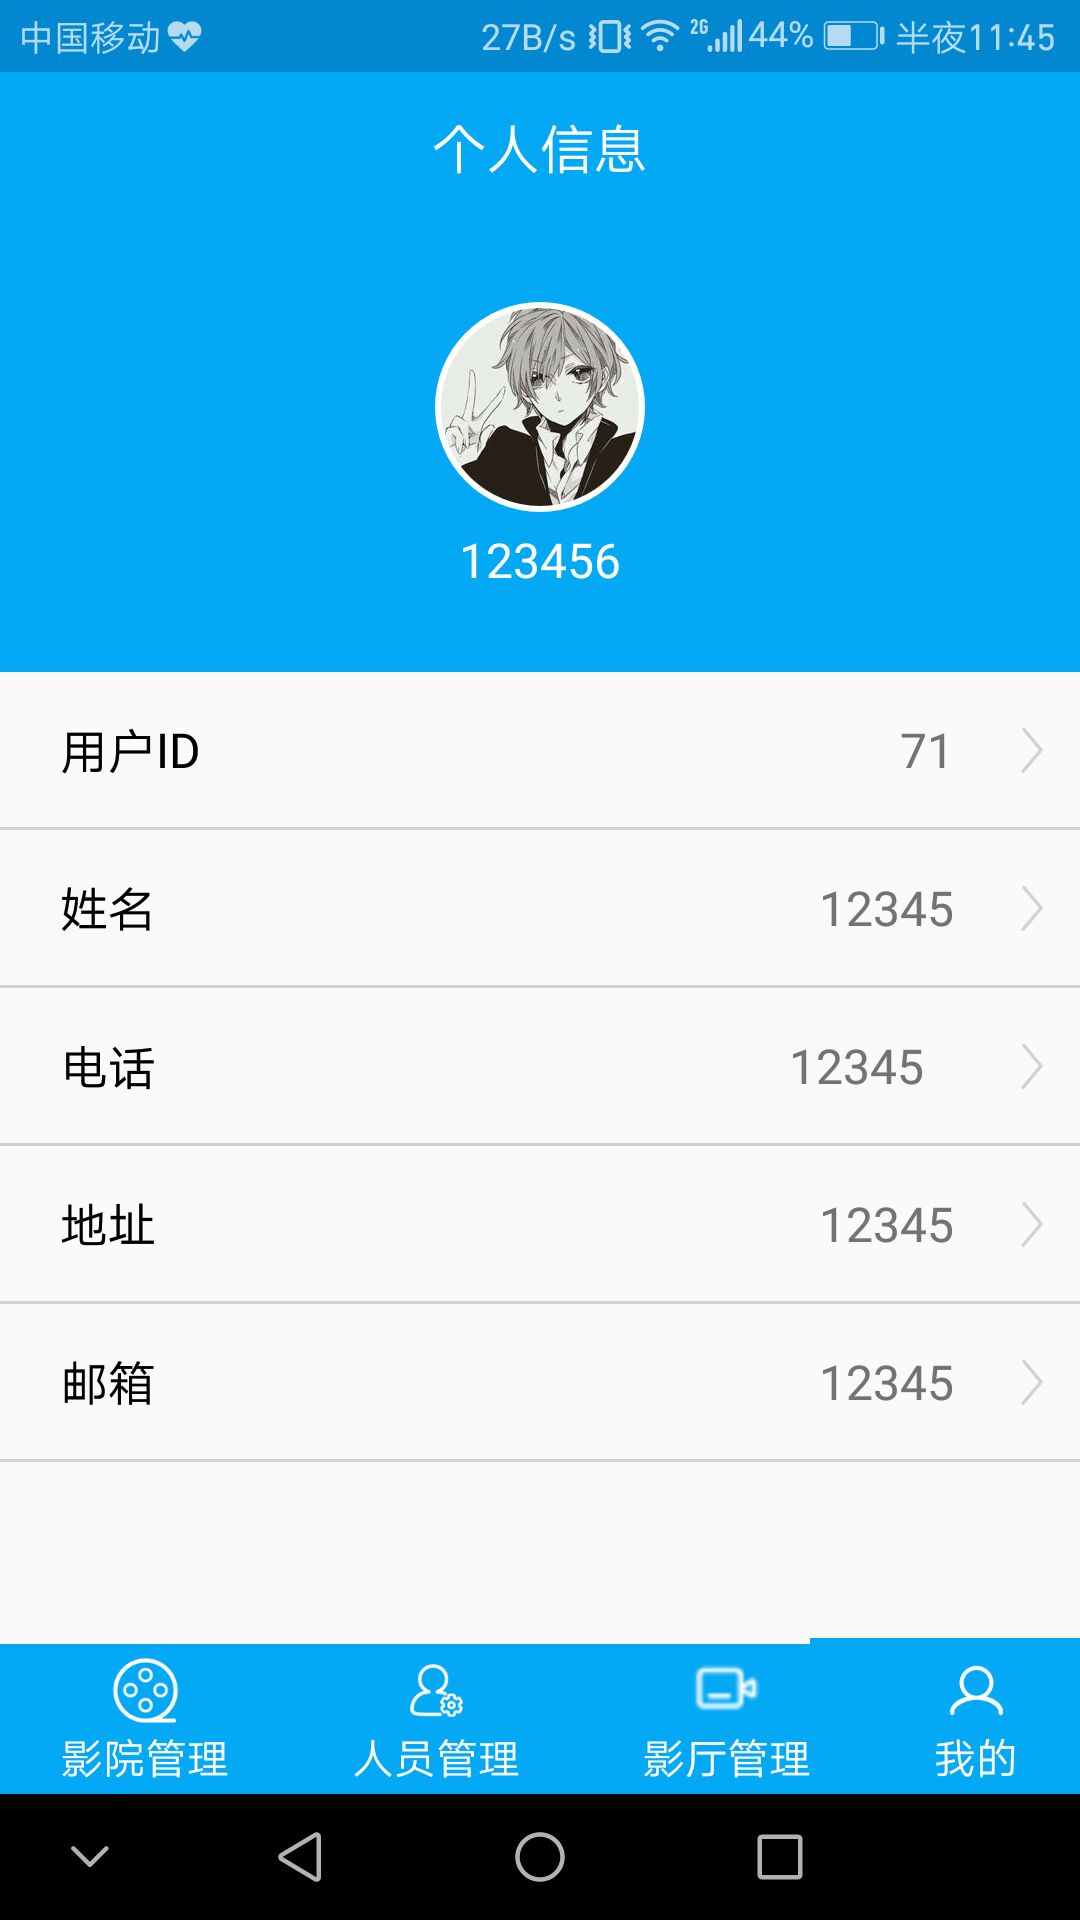 中国移动 27B/s 2G 44% 半夜11:45
个人信息
123456
用户ID 71
姓名 12345
电话 12345
地址 12345
邮箱 12345
影院管理 人员管理 影厅管理 我的